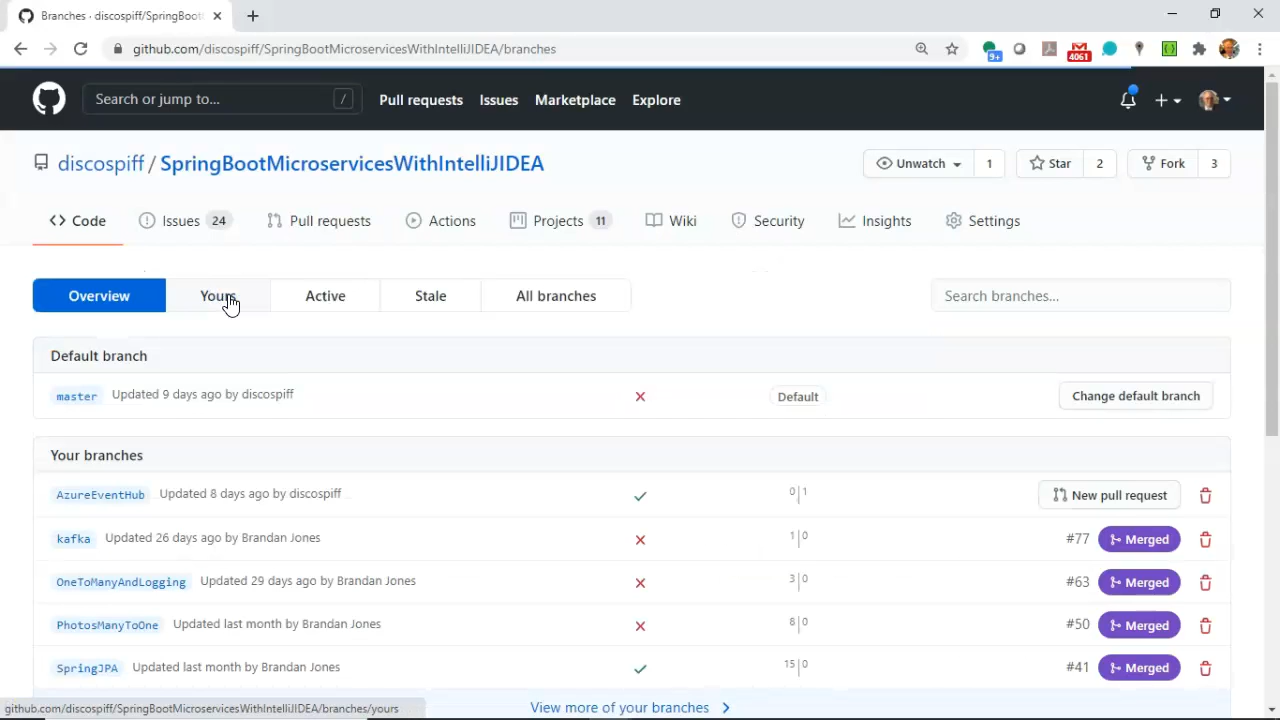 Branches · discospiff/SpringBoot
github.com/discospiff/SpringBootMicroservicesWithIntelliJIDEA/branches
9+
4061
Search or jump to... /
Pull requests Issues Marketplace Explore
discospiff / SpringBootMicroservicesWithIntelliJIDEA
Unwatch 1 Star 2 Fork 3
Code Issues 24 Pull requests Actions Projects 11 Wiki Security Insights Settings
Overview Yours Active Stale All branches Search branches...
Default branch
master Updated 9 days ago by discospiff Default Change default branch
Your branches
AzureEventHub Updated 8 days ago by discospiff 0|1 New pull request
kafka Updated 26 days ago by Brandan Jones 1|0 #77 Merged
OneToManyAndLogging Updated 29 days ago by Brandan Jones 3|0 #63 Merged
PhotosManyToOne Updated last month by Brandan Jones 8|0 #50 Merged
SpringJPA Updated last month by Brandan Jones 15|0 #41 Merged
github.com/discospiff/SpringBootMicroservicesWithIntelliJIDEA/branches/yours View more of your branches